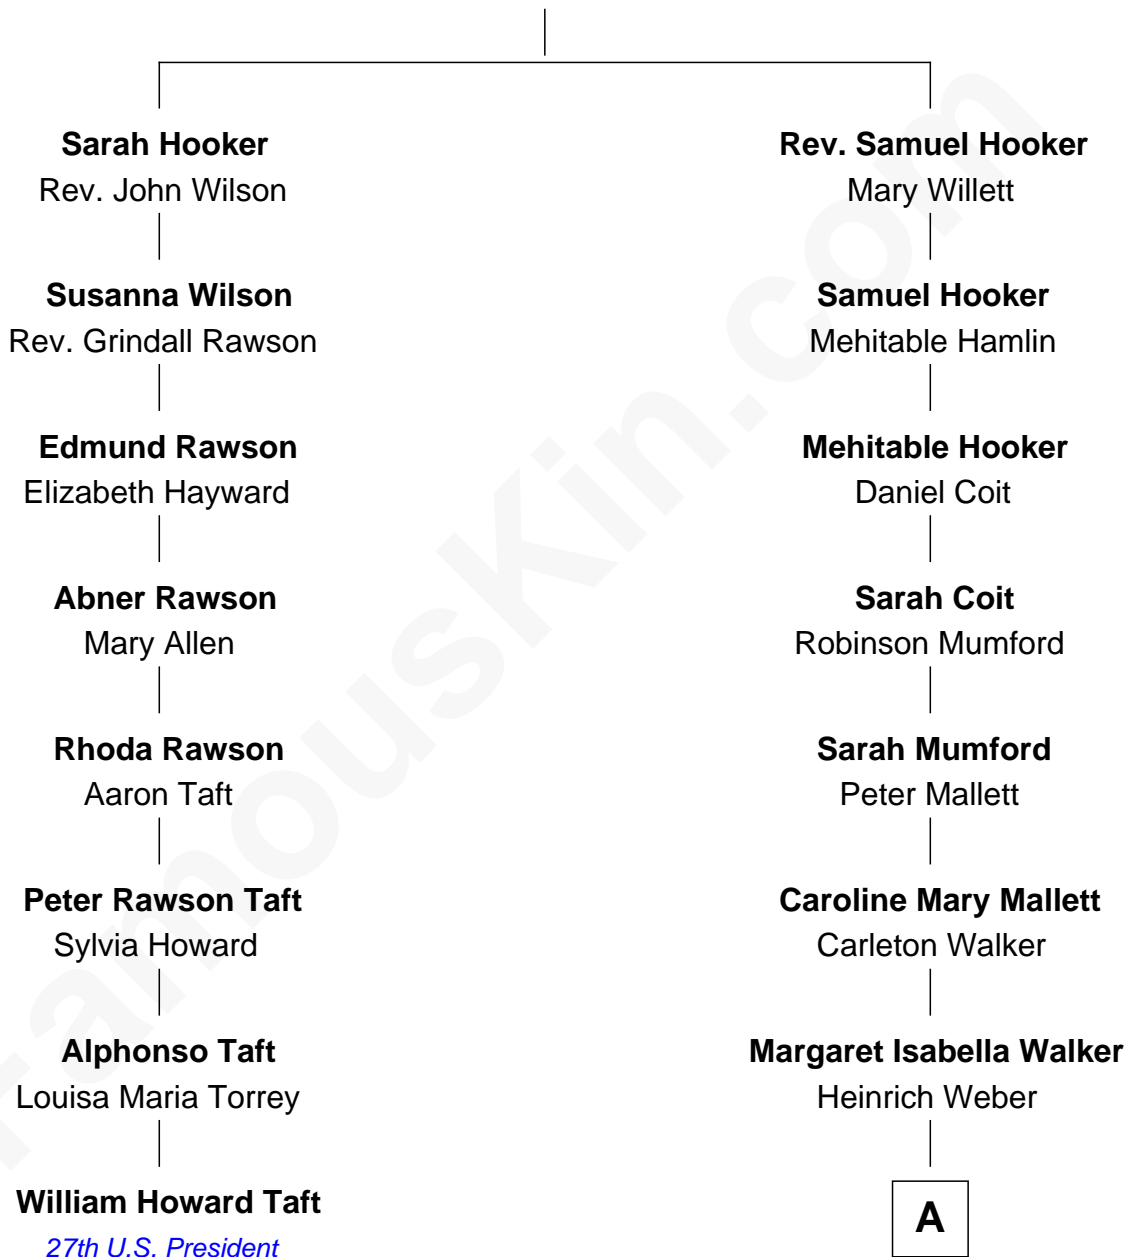 Sarah Hooker
Rev. John Wilson
Rev. Samuel Hooker
Mary Willett
Susanna Wilson
Rev. Grindall Rawson
Samuel Hooker
Mehitable Hamlin
Edmund Rawson
Elizabeth Hayward
Mehitable Hooker
Daniel Coit
Abner Rawson
Mary Allen
Sarah Coit
Robinson Mumford
Rhoda Rawson
Aaron Taft
Sarah Mumford
Peter Mallett
Peter Rawson Taft
Sylvia Howard
Caroline Mary Mallett
Carleton Walker
Alphonso Taft
Louisa Maria Torrey
Margaret Isabella Walker
Heinrich Weber
William Howard Taft
27th U.S. President
A
FamousKin.com